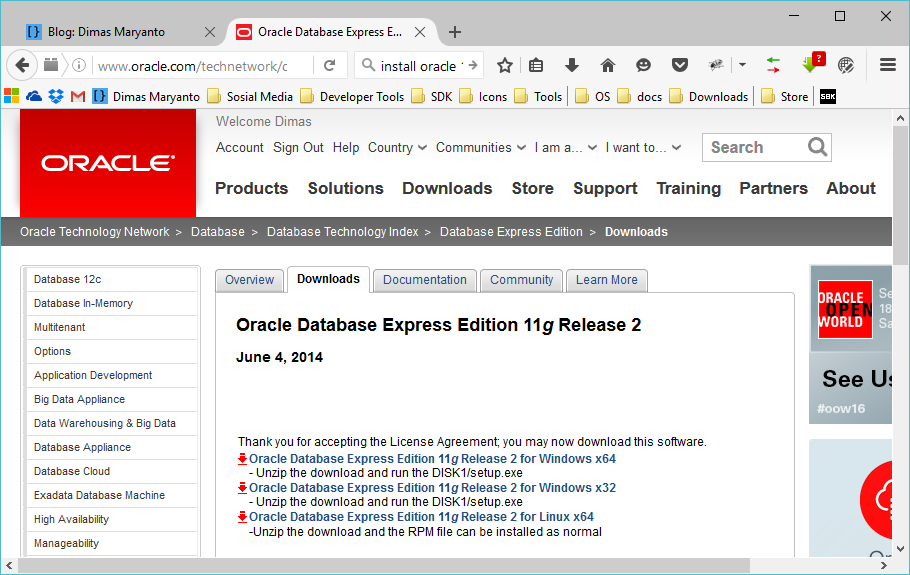 Blog: Dimas Maryanto
Oracle Database Express E...
www.oracle.com/technetwork/c
install oracle
?
Dimas Maryanto Sosial Media Developer Tools SDK Icons Tools OS docs Downloads Store SBK
ORACLE
Welcome Dimas
Account Sign Out Help Country Communities I am a... I want to... Search
Products Solutions Downloads Store Support Training Partners About
Oracle Technology Network > Database > Database Technology Index > Database Express Edition > Downloads
Database 12c
Database In-Memory
Multitenant
Options
Application Development
Big Data Appliance
Data Warehousing & Big Data
Database Appliance
Database Cloud
Exadata Database Machine
High Availability
Manageability
Overview Downloads Documentation Community Learn More
Oracle Database Express Edition 11g Release 2
June 4, 2014
Thank you for accepting the License Agreement; you may now download this software.
Oracle Database Express Edition 11g Release 2 for Windows x64
- Unzip the download and run the DISK1/setup.exe
Oracle Database Express Edition 11g Release 2 for Windows x32
- Unzip the download and run the DISK1/setup.exe
Oracle Database Express Edition 11g Release 2 for Linux x64
-Unzip the download and the RPM file can be installed as normal
ORACLE
OPEN
WORLD
Se
18
Sa
See Us
#oow16